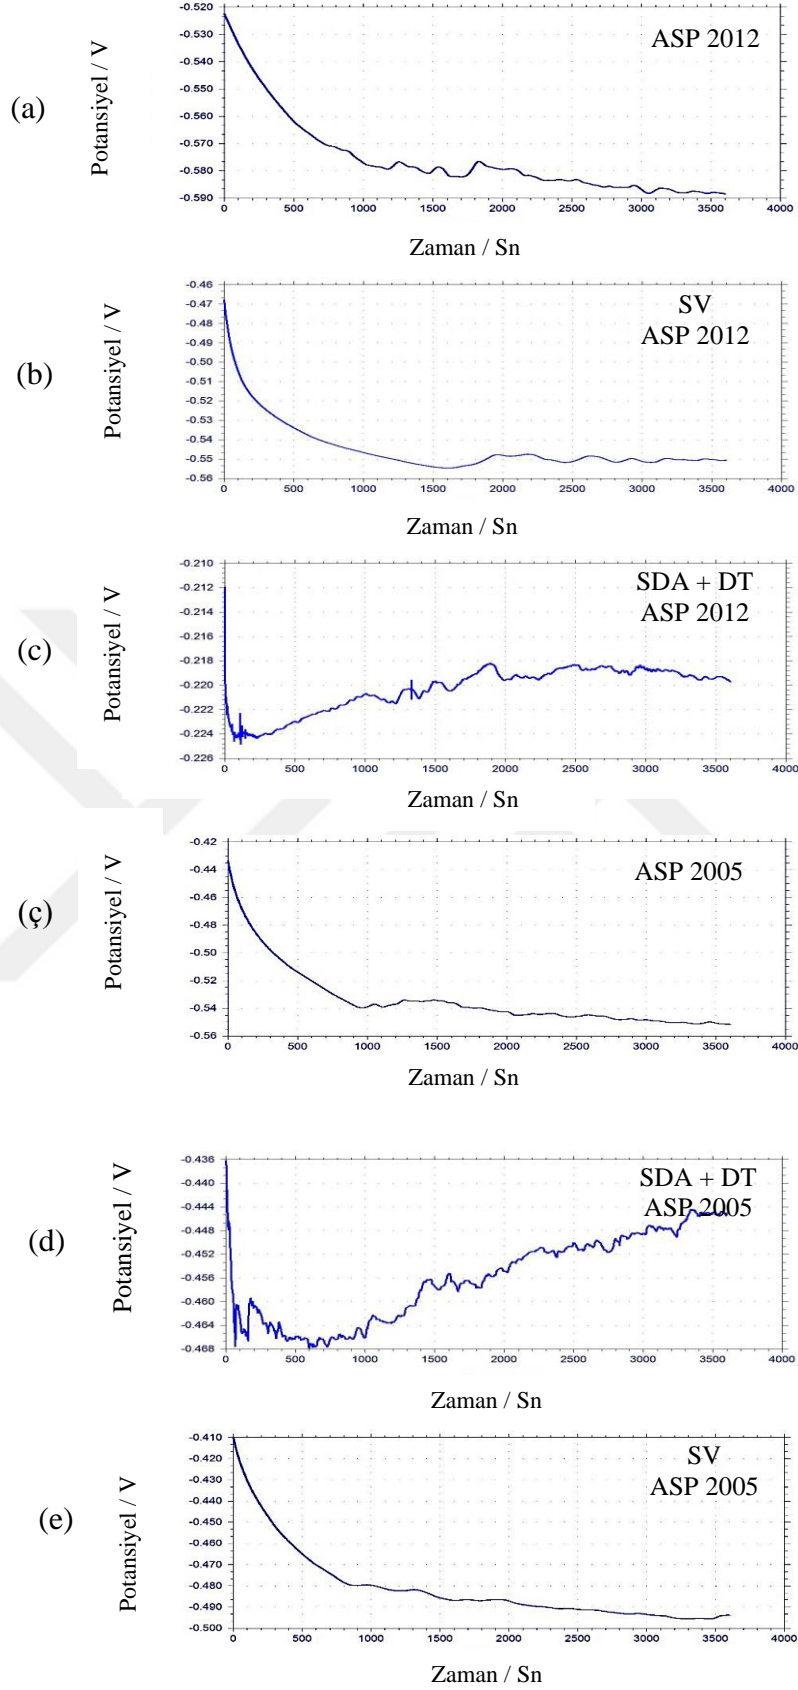 (a)
Potansiyel / V
ASP 2012
-0.520
-0.530
-0.540
-0.550
-0.560
-0.570
-0.580
-0.590
0 500 1000 1500 2000 2500 3000 3500 4000
Zaman / Sn
(b)
Potansiyel / V
SV
ASP 2012
-0.46
-0.47
-0.48
-0.49
-0.50
-0.51
-0.53
-0.54
-0.55
-0.56
0 500 1000 1500 2000 2500 3000 3500 4000
Zaman / Sn
(c)
Potansiyel / V
SDA + DT
ASP 2012
-0.210
-0.212
-0.214
-0.216
-0.218
-0.220
-0.224
-0.226
0 500 1000 1500 2000 2500 3000 3500 4000
Zaman / Sn
(ç)
Potansiyel / V
ASP 2005
-0.42
-0.44
-0.46
-0.48
-0.50
-0.52
-0.54
-0.56
0 500 1000 1500 2000 2500 3000 3500 4000
Zaman / Sn
(d)
Potansiyel / V
SDA + DT
ASP 2005
-0.436
-0.440
-0.444
-0.448
-0.452
-0.456
-0.460
-0.464
-0.468
0 500 1000 1500 2000 2500 3000 3500 4000
Zaman / Sn
(e)
Potansiyel / V
SV
ASP 2005
-0.410
-0.420
-0.430
-0.440
-0.450
-0.460
-0.470
-0.480
-0.490
-0.500
0 500 1000 1500 2000 2500 3000 3500 4000
Zaman / Sn